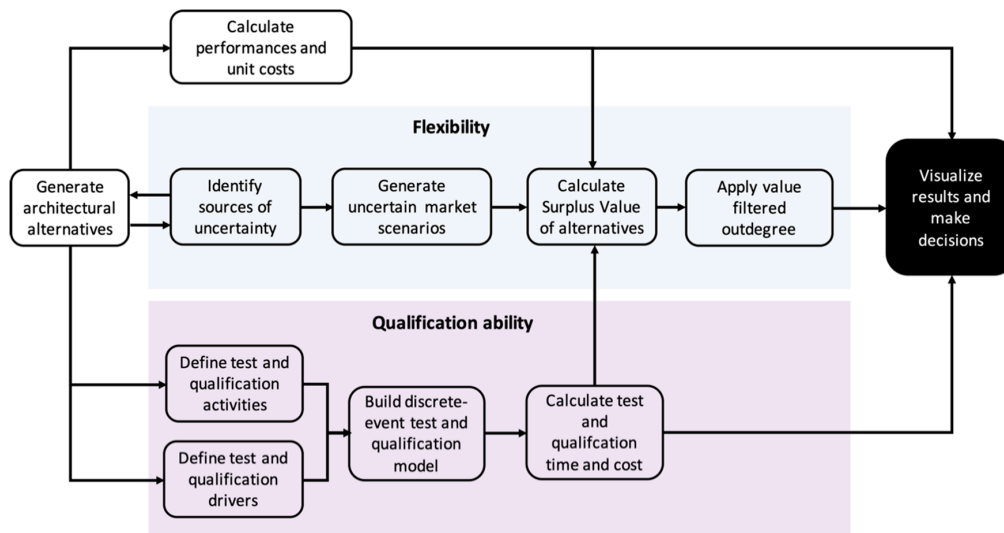 Calculate
performances and
unit costs
Flexibility
Generate
architectural
alternatives
Identify
sources of
uncertainty
Generate
uncertain market
scenarios
Calculate
Surplus Value
of alternatives
Apply value
filtered
outdegree
Visualize
results and
make
decisions
Qualification ability
Define test and
qualification
activities
Define test and
qualification
drivers
Build discrete-
event test and
qualification
model
Calculate test
and
qualifcation
time and cost